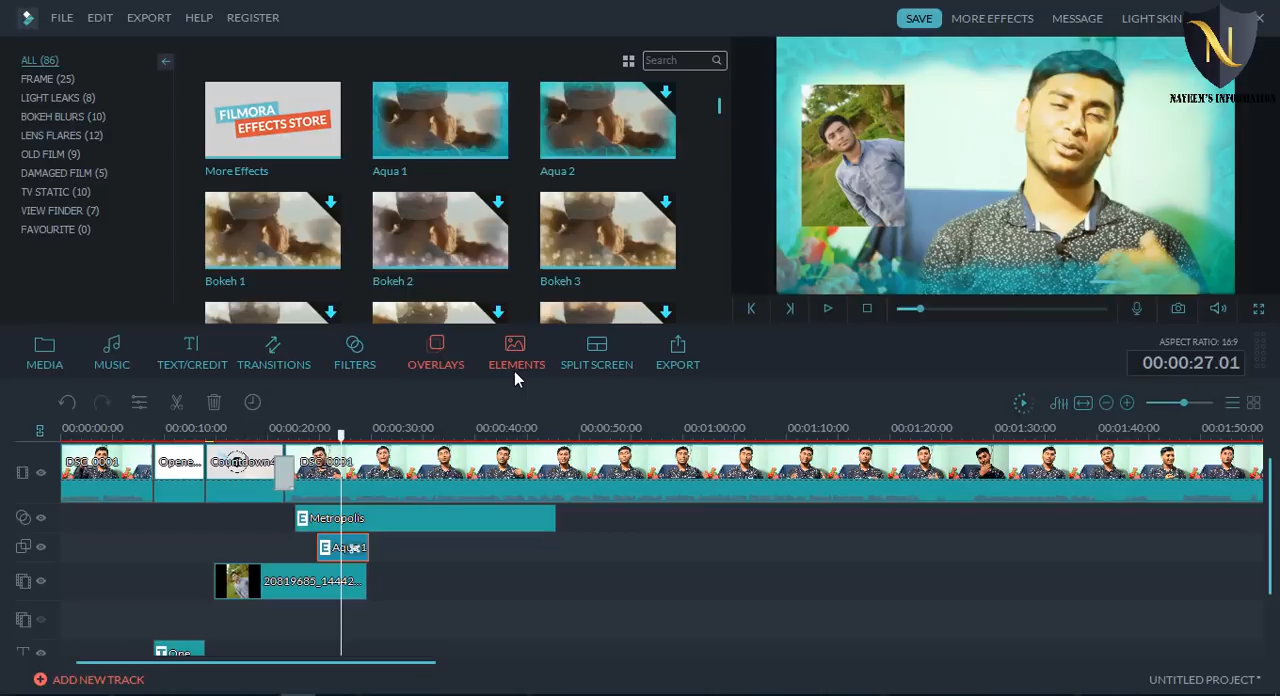 FILE EDIT EXPORT HELP REGISTER
SAVE MORE EFFECTS MESSAGE LIGHT SKIN
N
NAYEEM'S INFORMATION
ALL (86)
FRAME (25)
LIGHT LEAKS (8)
BOKEH BLURS (10)
LENS FLARES (12)
OLD FILM (9)
DAMAGED FILM (5)
TV STATIC (10)
VIEW FINDER (7)
FAVOURITE (0)
Search
FILMORA
EFFECTS STORE
More Effects Aqua 1 Aqua 2
Bokeh 1 Bokeh 2 Bokeh 3
MEDIA MUSIC TEXT/CREDIT TRANSITIONS FILTERS OVERLAYS ELEMENTS SPLIT SCREEN EXPORT
ASPECT RATIO: 16:9
00:00:27.01
00:00:00:00 00:00:10:00 00:00:20:00 00:00:30:00 00:00:40:00 00:00:50:00 00:01:00:00 00:01:10:00 00:01:20:00 00:01:30:00 00:01:40:00 00:01:50:00
DSC_0091 Opene... Countdown4 DSC_0091
E Metropolis
E Aqua 1
20819685_14442...
T Ope...
ADD NEW TRACK
UNTITLED PROJECT *